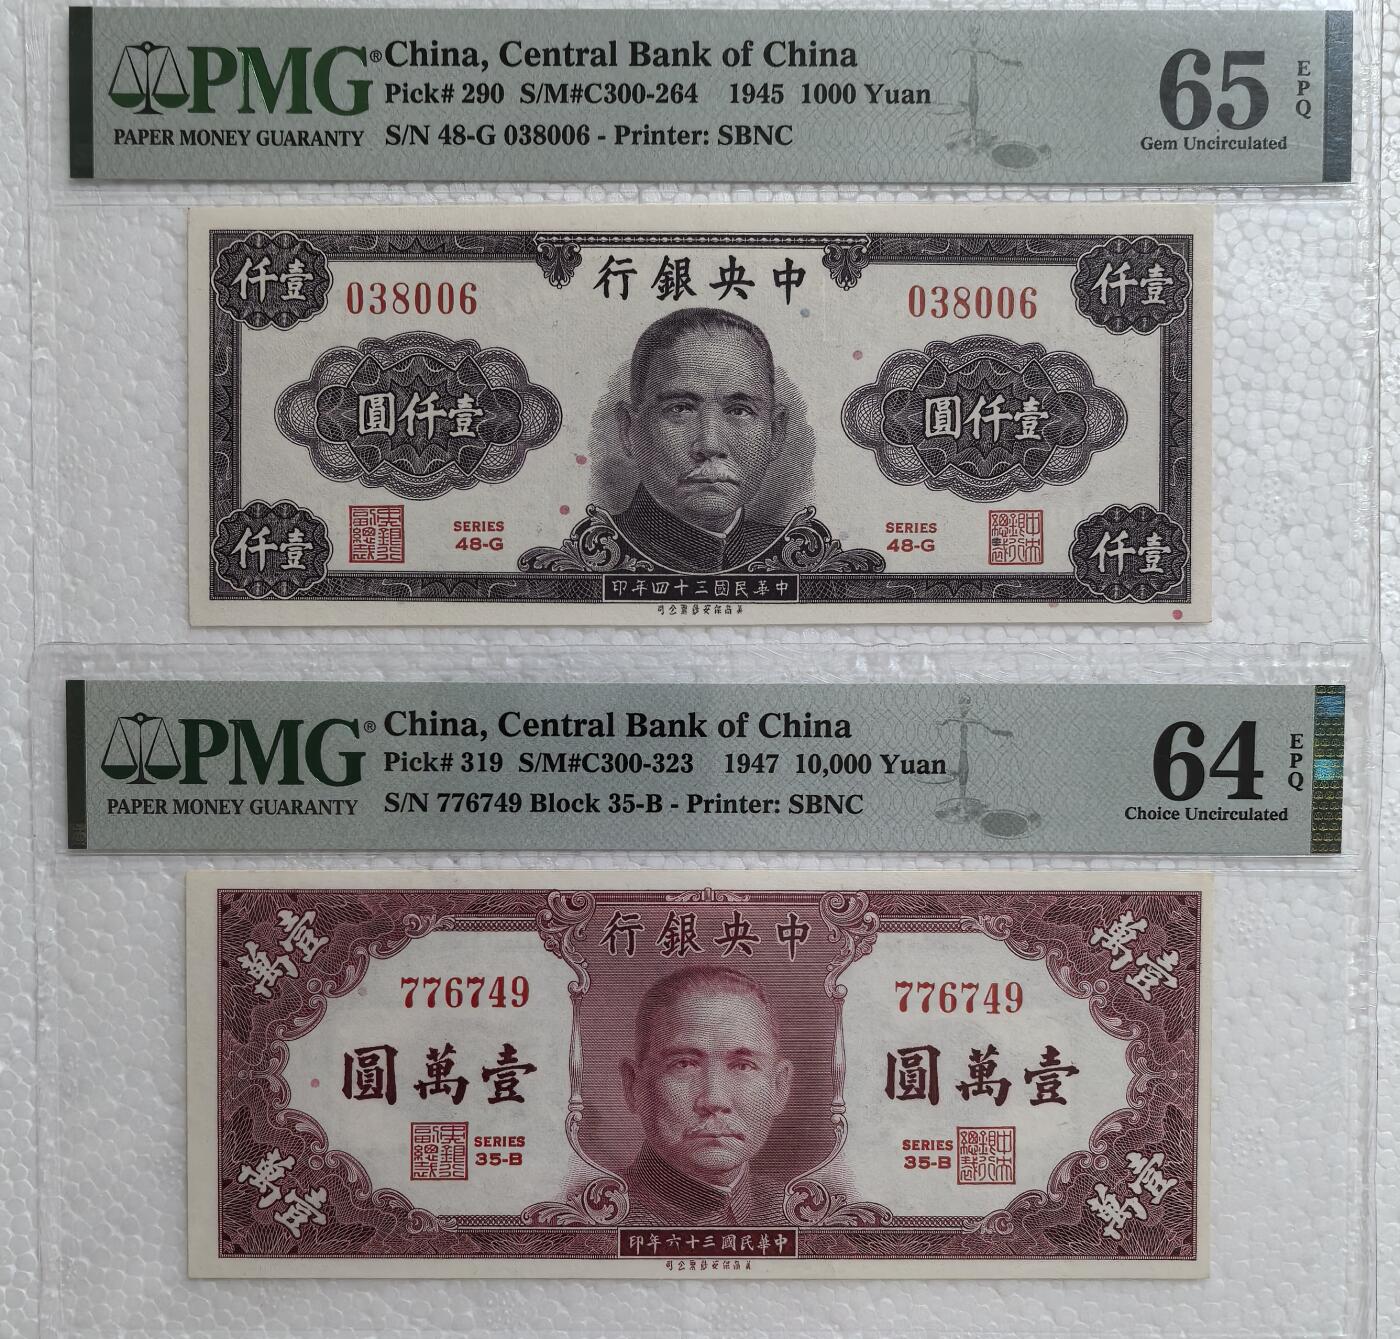 PMG®
PAPER MONEY GUARANTY
China, Central Bank of China
Pick# 290 S/M#C300-264 1945 1000 Yuan
S/N 48-G 038006 - Printer: SBNC
65
EPQ
Gem Uncirculated
仟壹
行銀央中
仟壹
038006
038006
圓仟壹
圓仟壹
SERIES
48-G
SERIES
48-G
仟壹
仟壹
印年四十三國民華中
PMG®
PAPER MONEY GUARANTY
China, Central Bank of China
Pick# 319 S/M#C300-323 1947 10,000 Yuan
S/N 776749 Block 35-B - Printer: SBNC
64
EPQ
Choice Uncirculated
萬壹
行銀央中
萬壹
776749
776749
圓萬壹
圓萬壹
SERIES
35-B
SERIES
35-B
萬壹
萬壹
印年六十三國民華中